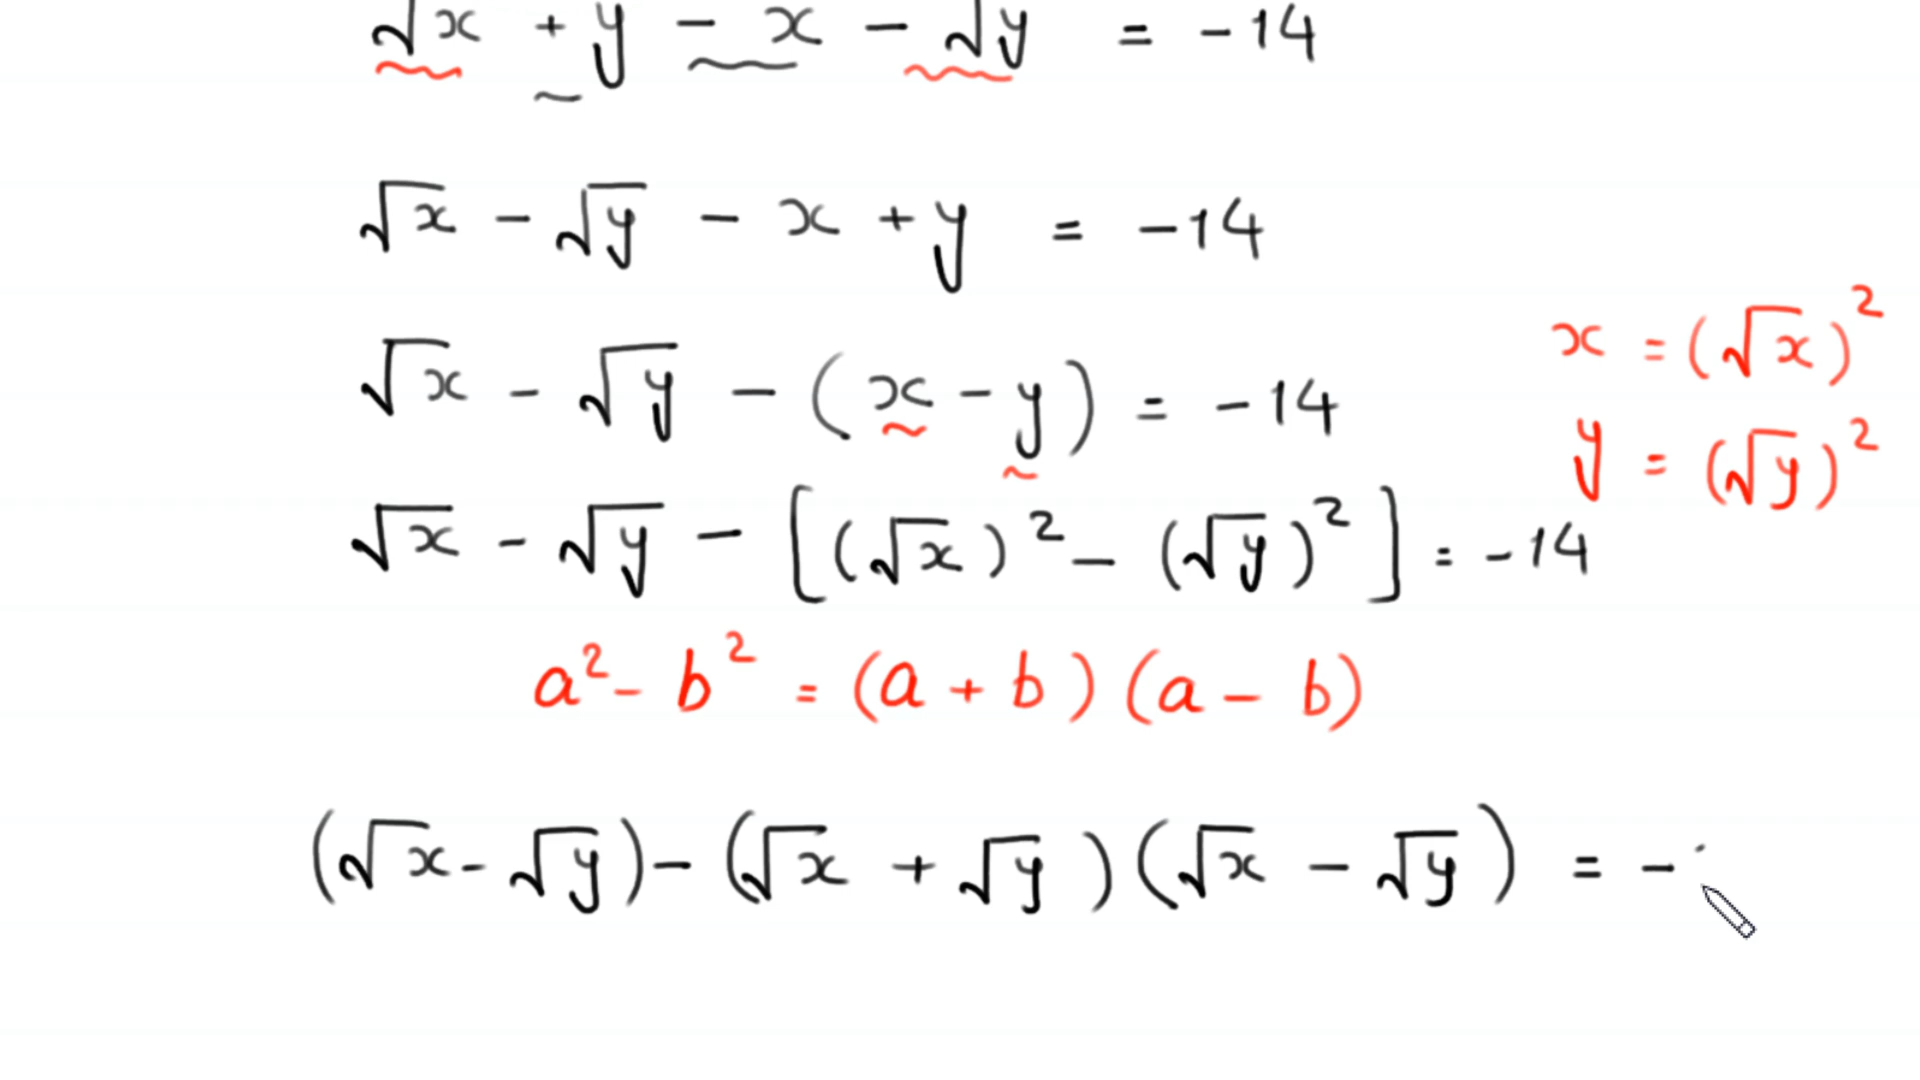 √x + y - x - √y = -14
√x - √y - x + y = -14
√x - √y - (x - y) = -14
x = (√x)²
y = (√y)²
√x - √y - [(√x)² - (√y)²] = -14
a² - b² = (a + b)(a - b)
(√x - √y) - (√x + √y)(√x - √y) = -